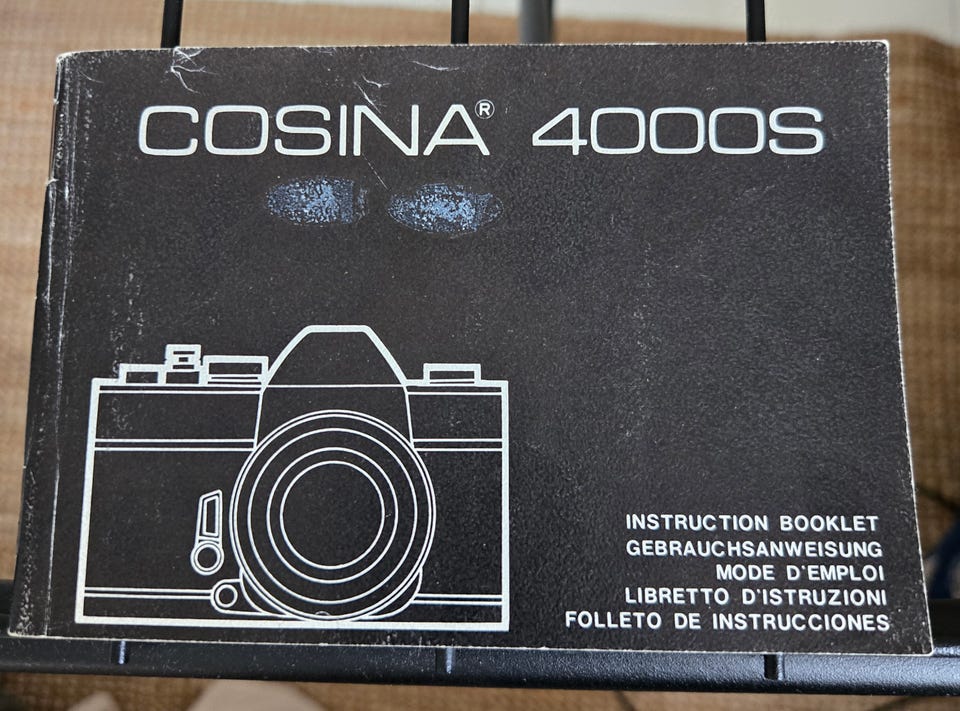 COSINA® 4000S
INSTRUCTION BOOKLET
GEBRAUCHSANWEISUNG
MODE D'EMPLOI
LIBRETTO D'ISTRUZIONI
FOLLETO DE INSTRUCCIONES